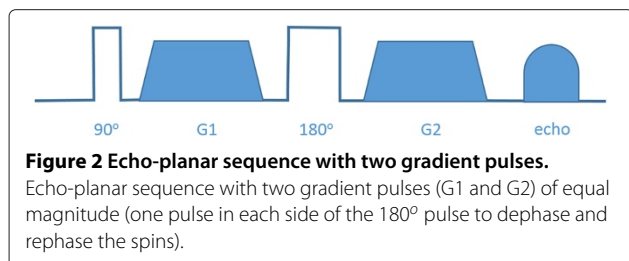 90º G1 180º G2 echo
Figure 2 Echo-planar sequence with two gradient pulses.
Echo-planar sequence with two gradient pulses (G1 and G2) of equal
magnitude (one pulse in each side of the 180º pulse to dephase and
rephase the spins).